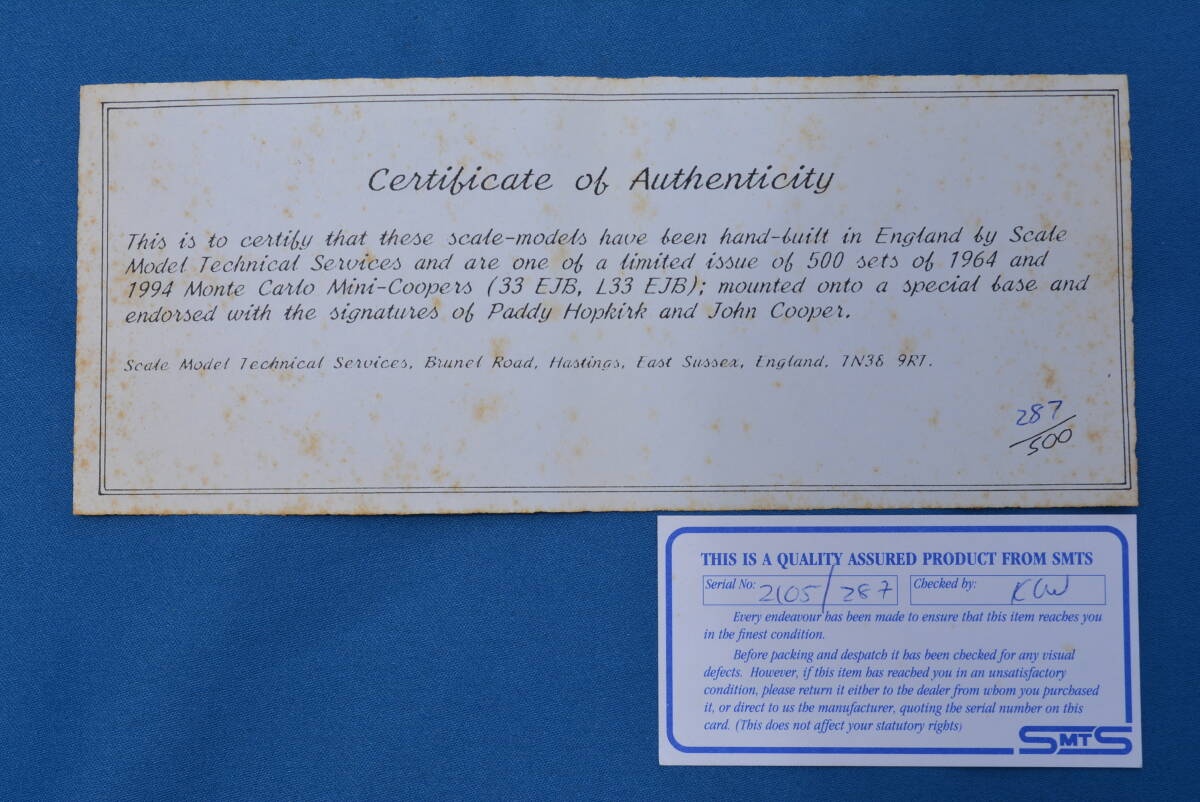 Certificate of Authenticity
This is to certify that these scale-models have been hand-built in England by Scale
Model Technical Services and are one of a limited issue of 500 sets of 1964 and
1994 Monte Carlo Mini-Coopers (33 EJB, L33 EJB); mounted onto a special base and
endorsed with the signatures of Paddy Hopkirk and John Cooper.
Scale Model Technical Services, Brunel Road, Hastings, East Sussex, England. TN38 9RT.
287/500
THIS IS A QUALITY ASSURED PRODUCT FROM SMTS
Serial No: 2105/287 Checked by:
Every endeavour has been made to ensure that this item reaches you
in the finest condition.
Before packing and despatch it has been checked for any visual
defects. However, if this item has reached you in an unsatisfactory
condition, please return it either to the dealer from whom you purchased
it, or direct to us the manufacturer, quoting the serial number on this
card. (This does not affect your statutory rights)
SMTS